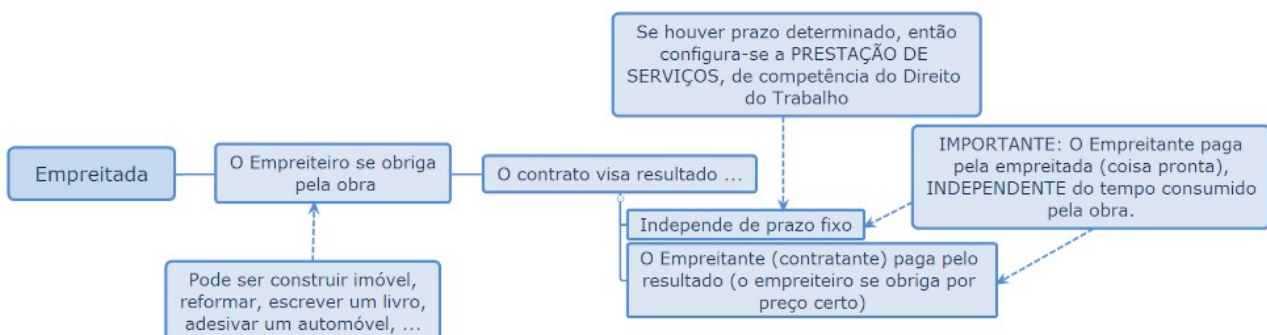 Empreitada
O Empreiteiro se obriga
pela obra
Pode ser construir imóvel,
reformar, escrever um livro,
adesivar um automóvel, ...
O contrato visa resultado ...
Se houver prazo determinado, então
configura-se a PRESTAÇÃO DE
SERVIÇOS, de competência do Direito
do Trabalho
Independe de prazo fixo
O Empreitante (contratante) paga pelo
resultado (o empreiteiro se obriga por
preço certo)
IMPORTANTE: O Empreitante paga
pela empreitada (coisa pronta),
INDEPENDENTE do tempo consumido
pela obra.